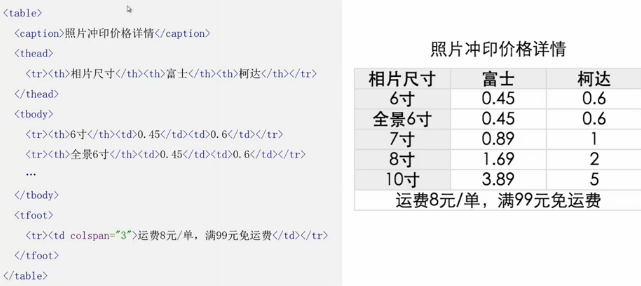 <table>
<caption>照片冲印价格详情</caption>
<thead>
<tr><th>相片尺寸</th><th>富士</th><th>柯达</th></tr>
</thead>
<tbody>
<tr><th>6寸</th><td>0.45</td><td>0.6</td></tr>
<tr><th>全景6寸</th><td>0.45</td><td>0.6</td></tr>
…
</tbody>
<tfoot>
<tr><td colspan="3">运费8元/单，满99元免运费</td></tr>
</tfoot>
</table>
照片冲印价格详情
相片尺寸 富士 柯达
6寸 0.45 0.6
全景6寸 0.45 0.6
7寸 0.89 1
8寸 1.69 2
10寸 3.89 5
运费8元/单，满99元免运费